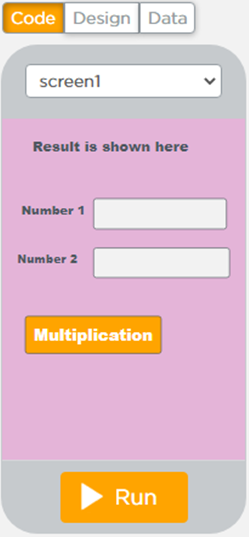 Code Design Data
screen1
Result is shown here
Number 1
Number 2
Multiplication
Run